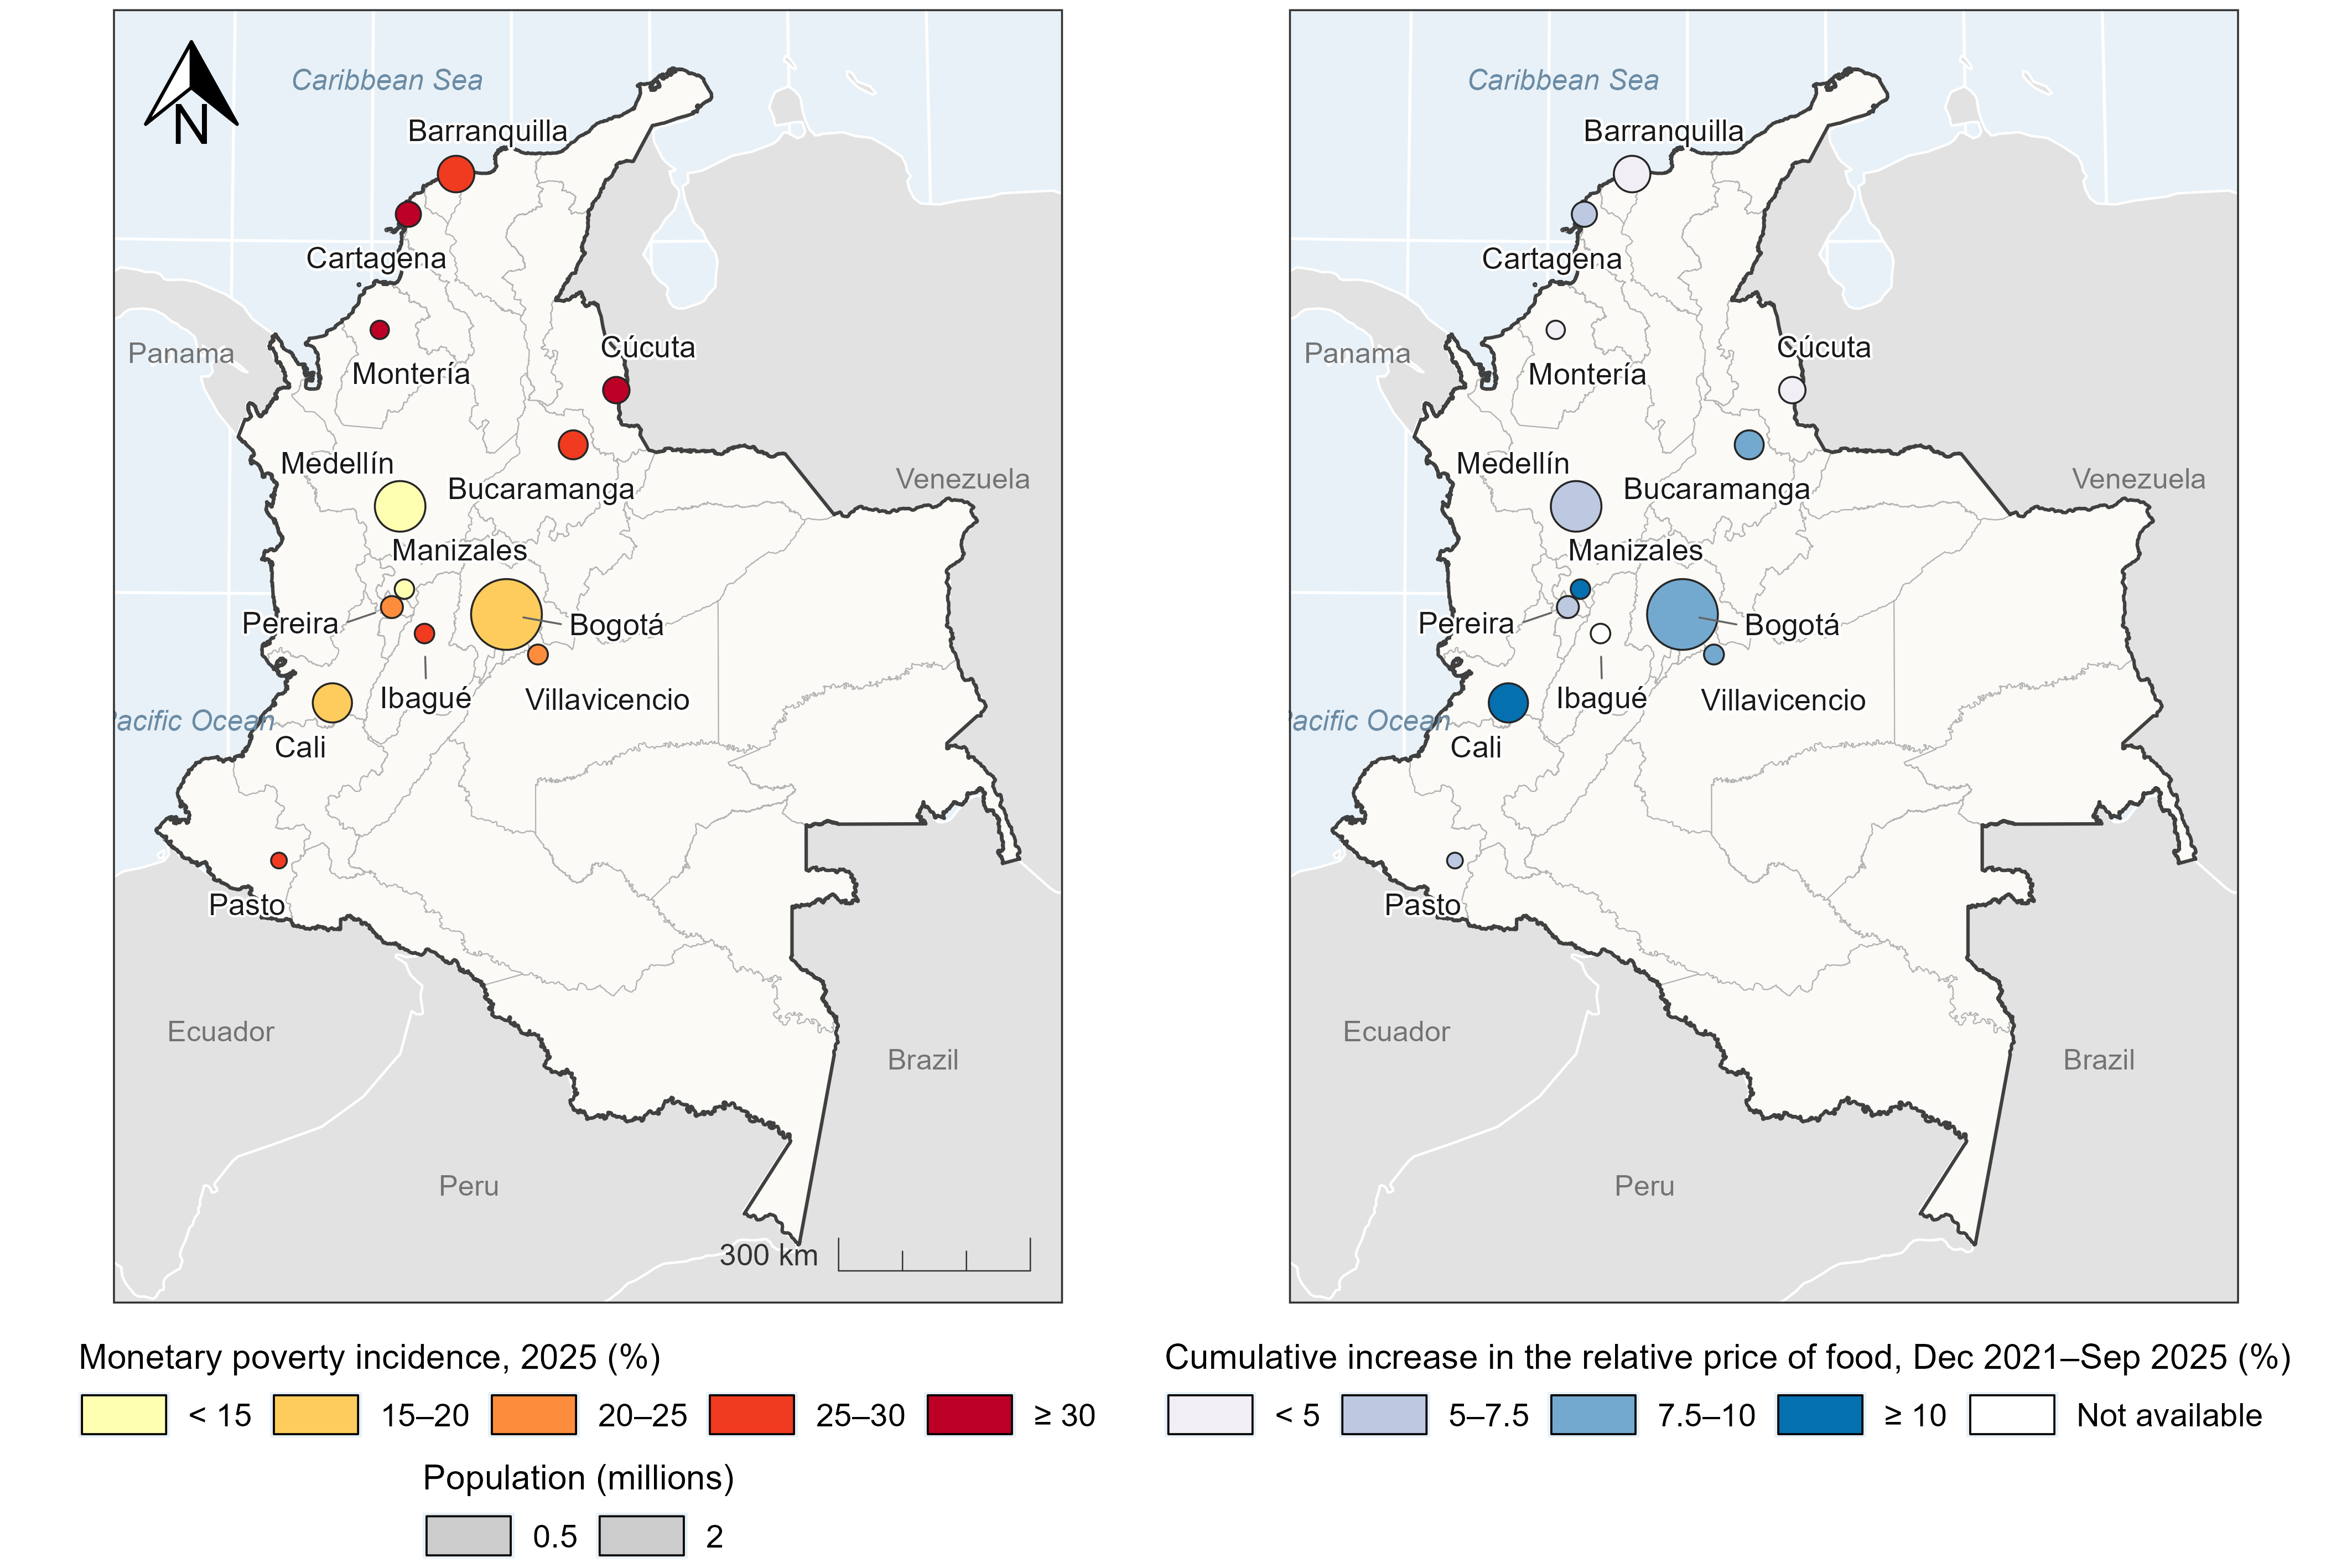 Caribbean Sea
Barranquilla
Cartagena
Panama
Cúcuta
Montería
Medellín
Venezuela
Bucaramanga
Manizales
Pereira
Bogotá
Ibagué
Villavicencio
acific Ocean
Cali
Pasto
Ecuador
Brazil
Peru
300 km
N
Caribbean Sea
Barranquilla
Cartagena
Panama
Cúcuta
Montería
Medellín
Venezuela
Bucaramanga
Manizales
Pereira
Bogotá
Ibagué
Villavicencio
acific Ocean
Cali
Pasto
Ecuador
Brazil
Peru
Monetary poverty incidence, 2025 (%)
< 15 15–20 20–25 25–30 ≥ 30
Population (millions)
0.5 2
Cumulative increase in the relative price of food, Dec 2021–Sep 2025 (%)
< 5 5–7.5 7.5–10 ≥ 10 Not available